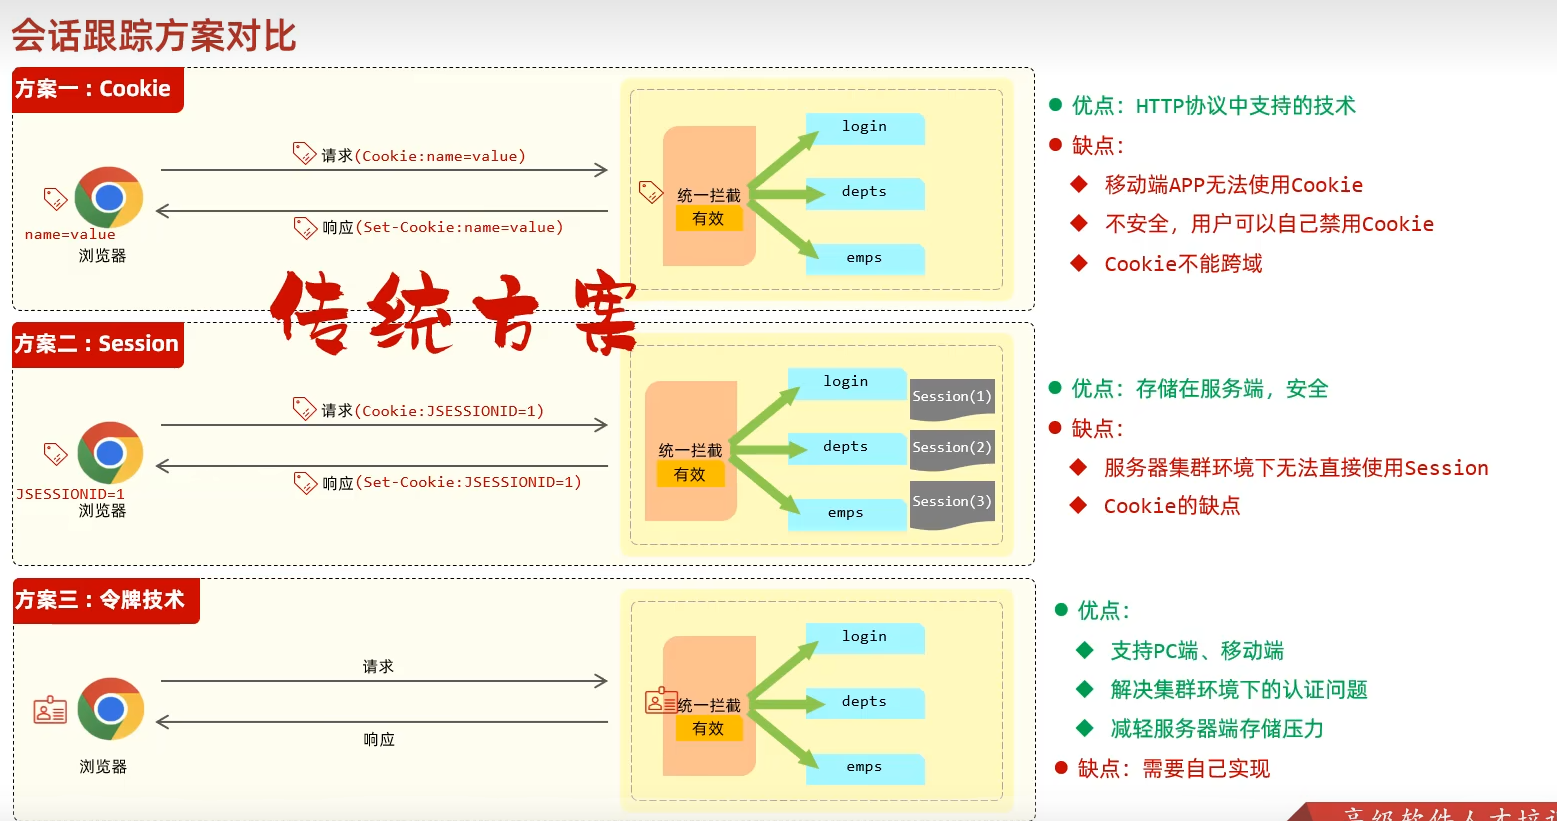 会话跟踪方案对比
方案一：Cookie
请求(Cookie:name=value)
响应(Set-Cookie:name=value)
name=value
浏览器
统一拦截
有效
login
depts
emps
优点：HTTP协议中支持的技术
缺点：
移动端APP无法使用Cookie
不安全，用户可以自己禁用Cookie
Cookie不能跨域
传统方案
方案二：Session
请求(Cookie:JSESSIONID=1)
响应(Set-Cookie:JSESSIONID=1)
JSESSIONID=1
浏览器
统一拦截
有效
login
depts
emps
Session(1)
Session(2)
Session(3)
优点：存储在服务端，安全
缺点：
服务器集群环境下无法直接使用Session
Cookie的缺点
方案三：令牌技术
请求
响应
浏览器
统一拦截
有效
login
depts
emps
优点：
支持PC端、移动端
解决集群环境下的认证问题
减轻服务器端存储压力
缺点：需要自己实现
高级软件人才培训